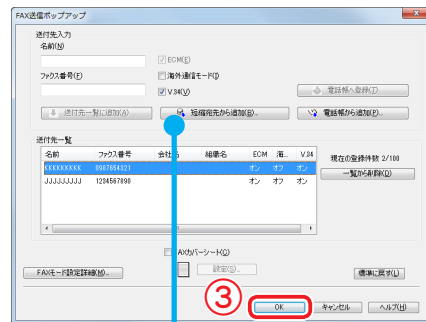 FAX送信ポップアップ
送付先入力
名前(N)
ファクス番号(F)
ECM(E)
海外通信モード(I)
V.34(V)
電話帳へ登録(T)
送付先一覧に追加(A)
短縮宛先から追加(B)...
電話帳から追加(P)...
送付先一覧
名前 ファクス番号 会社名 組織名 ECM 海... V.34
KKKKKKKKK 0987654321 オン オフ オン
JJJJJJJJJ 1234567890 オン オフ オン
現在の登録件数 2/100
一覧から削除(D)
FAXカバーシート(C)
FAXモード設定詳細(M)...
設定(S)...
標準に戻す(L)
③
OK
キャンセル
ヘルプ(H)